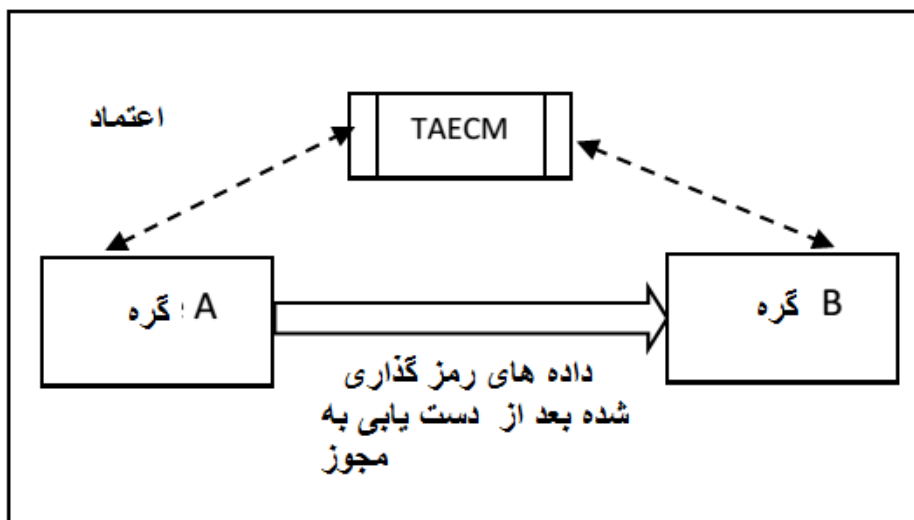 TAECM
اعتماد
گره : A
گره B
داده های رمز گذاری
شده بعد از دست یابی به
مجوز